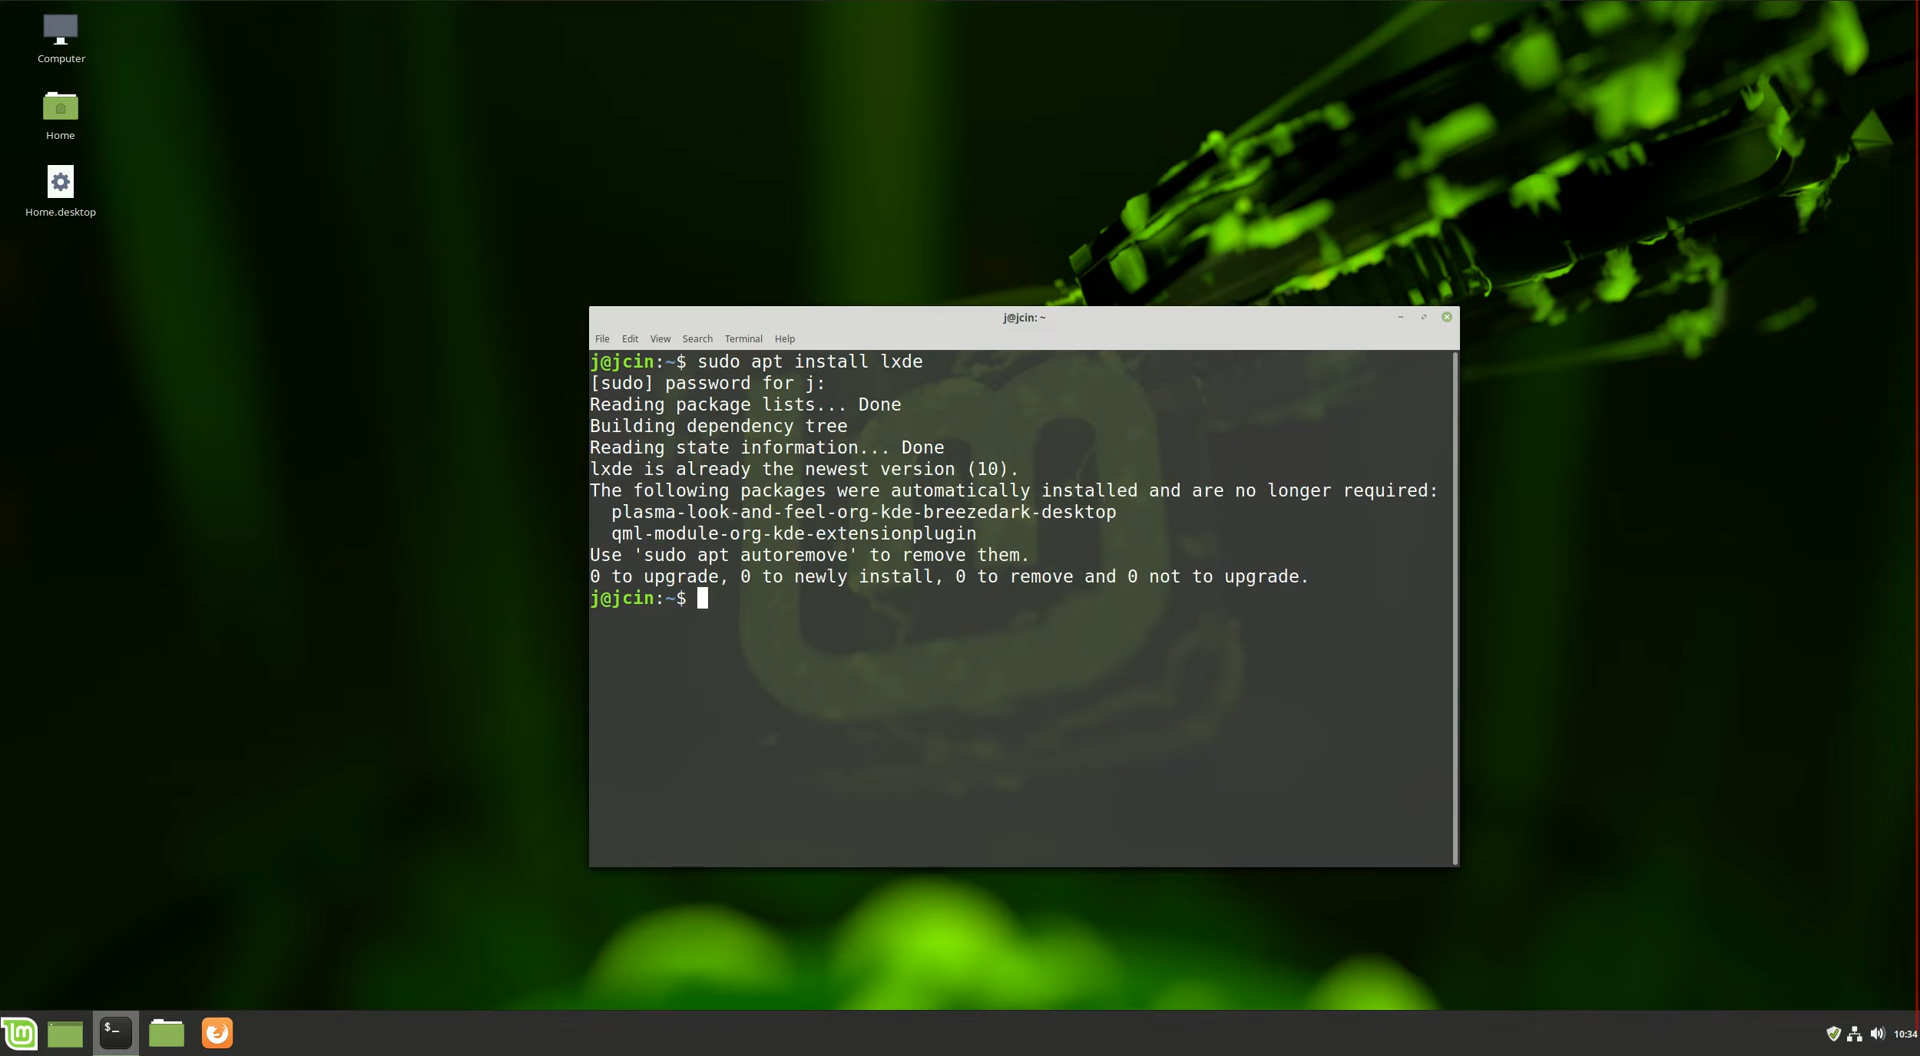 Computer
Home
Home.desktop
j@jcin: ~
File Edit View Search Terminal Help
j@jcin:~$ sudo apt install lxde
[sudo] password for j:
Reading package lists... Done
Building dependency tree
Reading state information... Done
lxde is already the newest version (10).
The following packages were automatically installed and are no longer required:
  plasma-look-and-feel-org-kde-breezedark-desktop
  qml-module-org-kde-extensionplugin
Use 'sudo apt autoremove' to remove them.
0 to upgrade, 0 to newly install, 0 to remove and 0 not to upgrade.
j@jcin:~$
$_
10:34